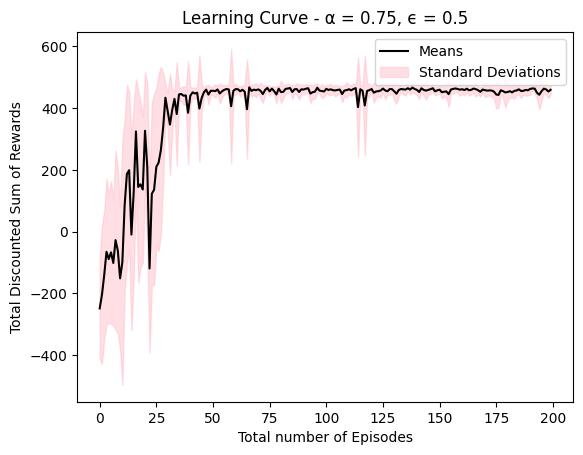 Learning Curve - α = 0.75, ϵ = 0.5
Means
Standard Deviations
Total Discounted Sum of Rewards
600
400
200
0
−200
−400
0 25 50 75 100 125 150 175 200
Total number of Episodes